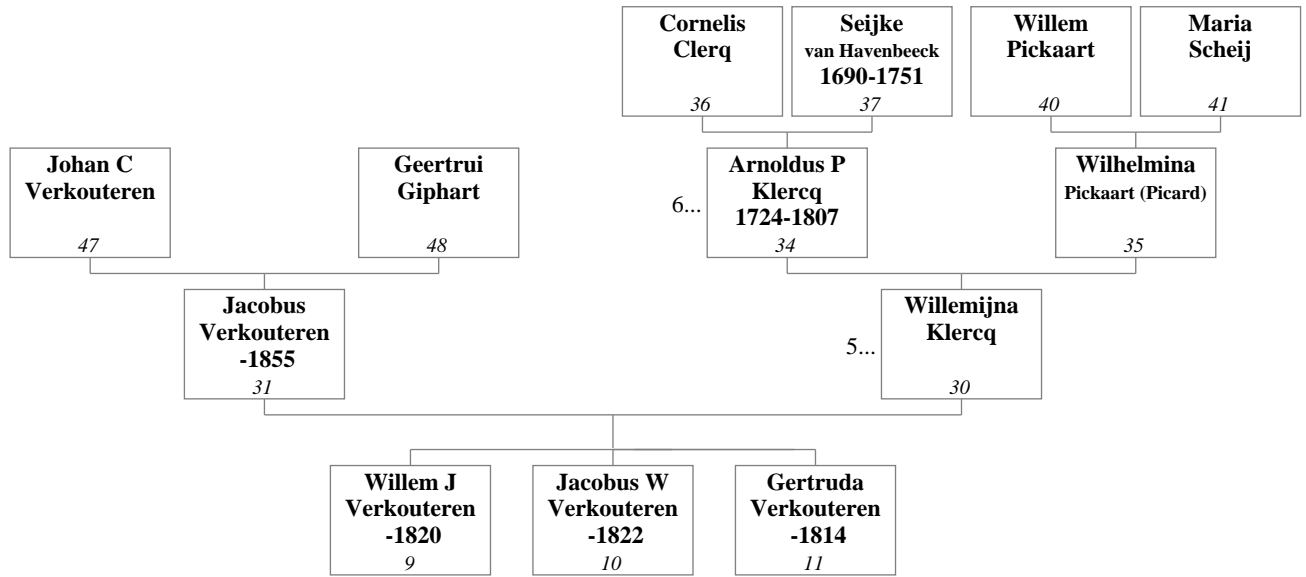 Cornelis
Clerq
36
Seijke
van Havenbeeck
1690-1751
37
Willem
Pickaart
40
Maria
Scheij
41
Johan C
Verkouteren
47
Geertrui
Giphart
48
6...
Arnoldus P
Klercq
1724-1807
34
Wilhelmina
Pickaart (Picard)
35
Jacobus
Verkouteren
-1855
31
5...
Willemijna
Klercq
30
Willem J
Verkouteren
-1820
9
Jacobus W
Verkouteren
-1822
10
Gertruda
Verkouteren
-1814
11